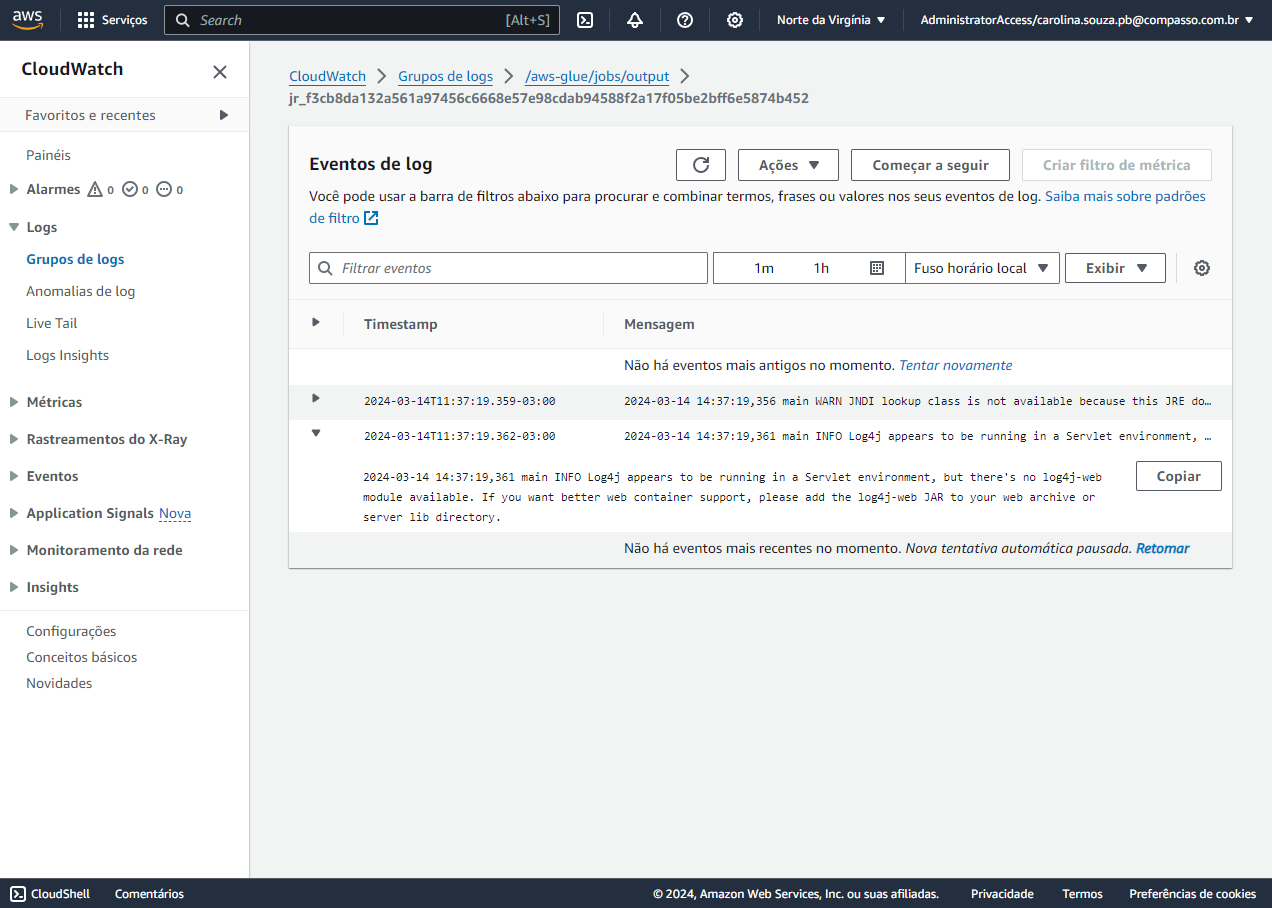 aws
Serviços
Search
[Alt+S]
Norte da Virgínia
AdministratorAccess/carolina.souza.pb@compasso.com.br
CloudWatch
Favoritos e recentes
Painéis
Alarmes 0 0 0
Logs
Grupos de logs
Anomalias de log
Live Tail
Logs Insights
Métricas
Rastreamentos do X-Ray
Eventos
Application Signals Nova
Monitoramento da rede
Insights
Configurações
Conceitos básicos
Novidades
CloudWatch > Grupos de logs > /aws-glue/jobs/output >
jr_f3cb8da132a561a97456c6668e57e98cdab94588f2a17f05be2bff6e5874b452
Eventos de log
Ações
Começar a seguir
Criar filtro de métrica
Você pode usar a barra de filtros abaixo para procurar e combinar termos, frases ou valores nos seus eventos de log. Saiba mais sobre padrões
de filtro
Filtrar eventos
1m
1h
Fuso horário local
Exibir
Timestamp
Mensagem
Não há eventos mais antigos no momento. Tentar novamente
2024-03-14T11:37:19.359-03:00
2024-03-14 14:37:19,356 main WARN JNDI lookup class is not available because this JRE do…
2024-03-14T11:37:19.362-03:00
2024-03-14 14:37:19,361 main INFO Log4j appears to be running in a Servlet environment, …
2024-03-14 14:37:19,361 main INFO Log4j appears to be running in a Servlet environment, but there's no log4j-web
module available. If you want better web container support, please add the log4j-web JAR to your web archive or
server lib directory.
Copiar
Não há eventos mais recentes no momento. Nova tentativa automática pausada. Retomar
CloudShell
Comentários
© 2024, Amazon Web Services, Inc. ou suas afiliadas.
Privacidade
Termos
Preferências de cookies